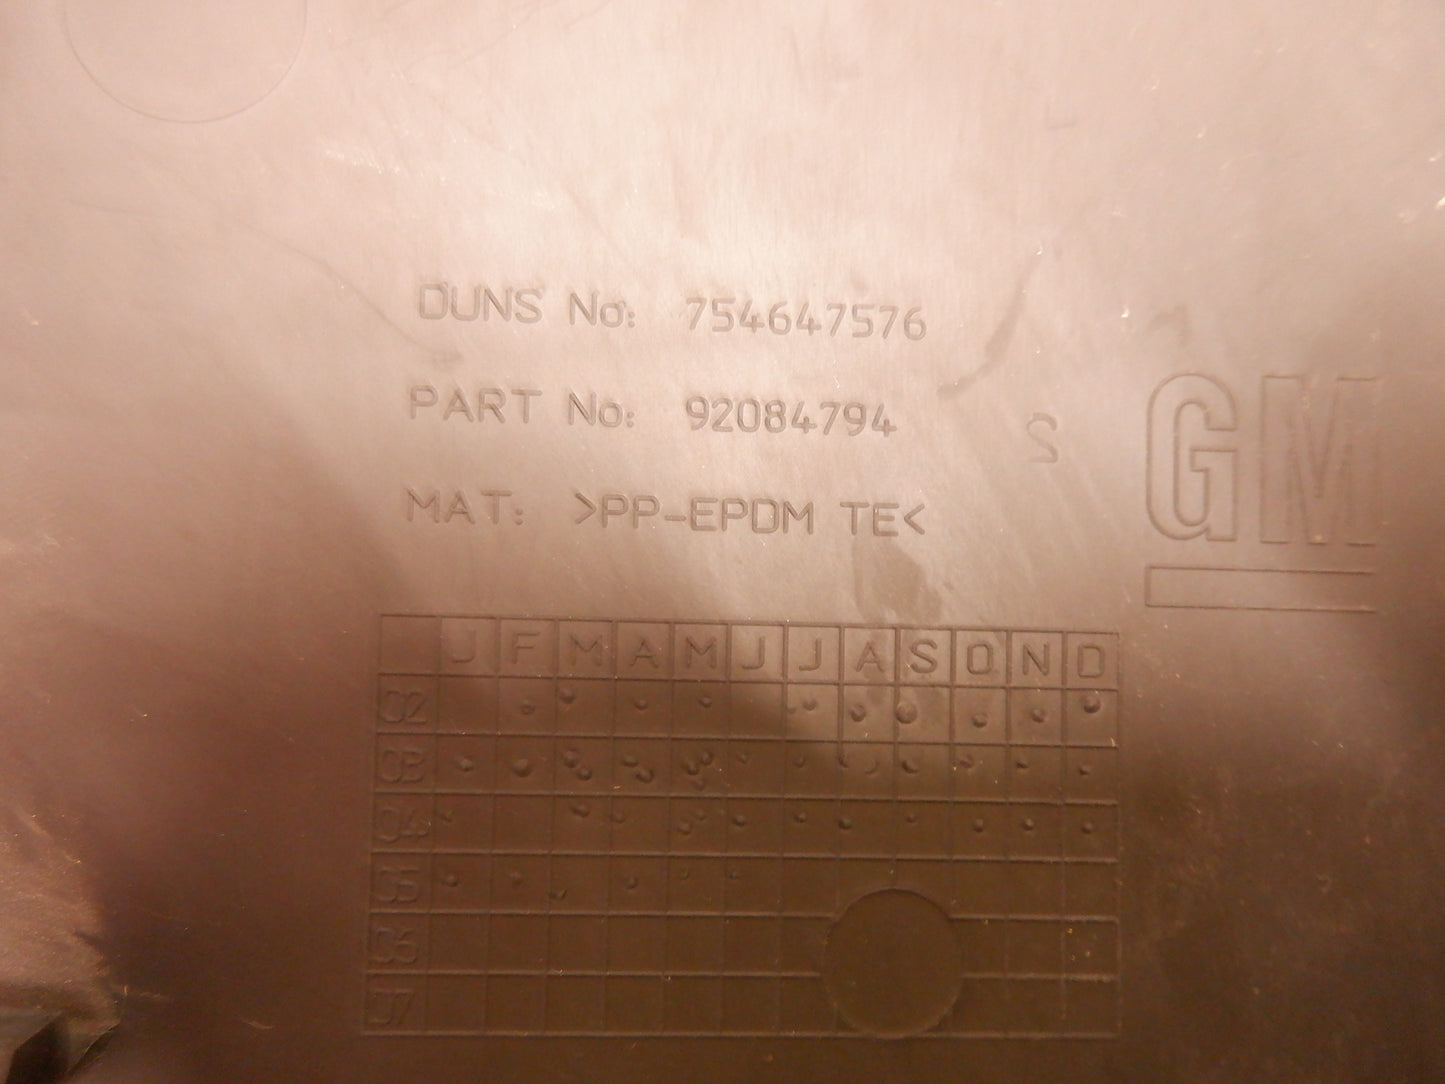 DUNS No: 754647576
PART No: 92084794
S
GM
MAT: >PP-EPDM TE<
J F M A M J J A S O N D
02
03
04
05
06
07